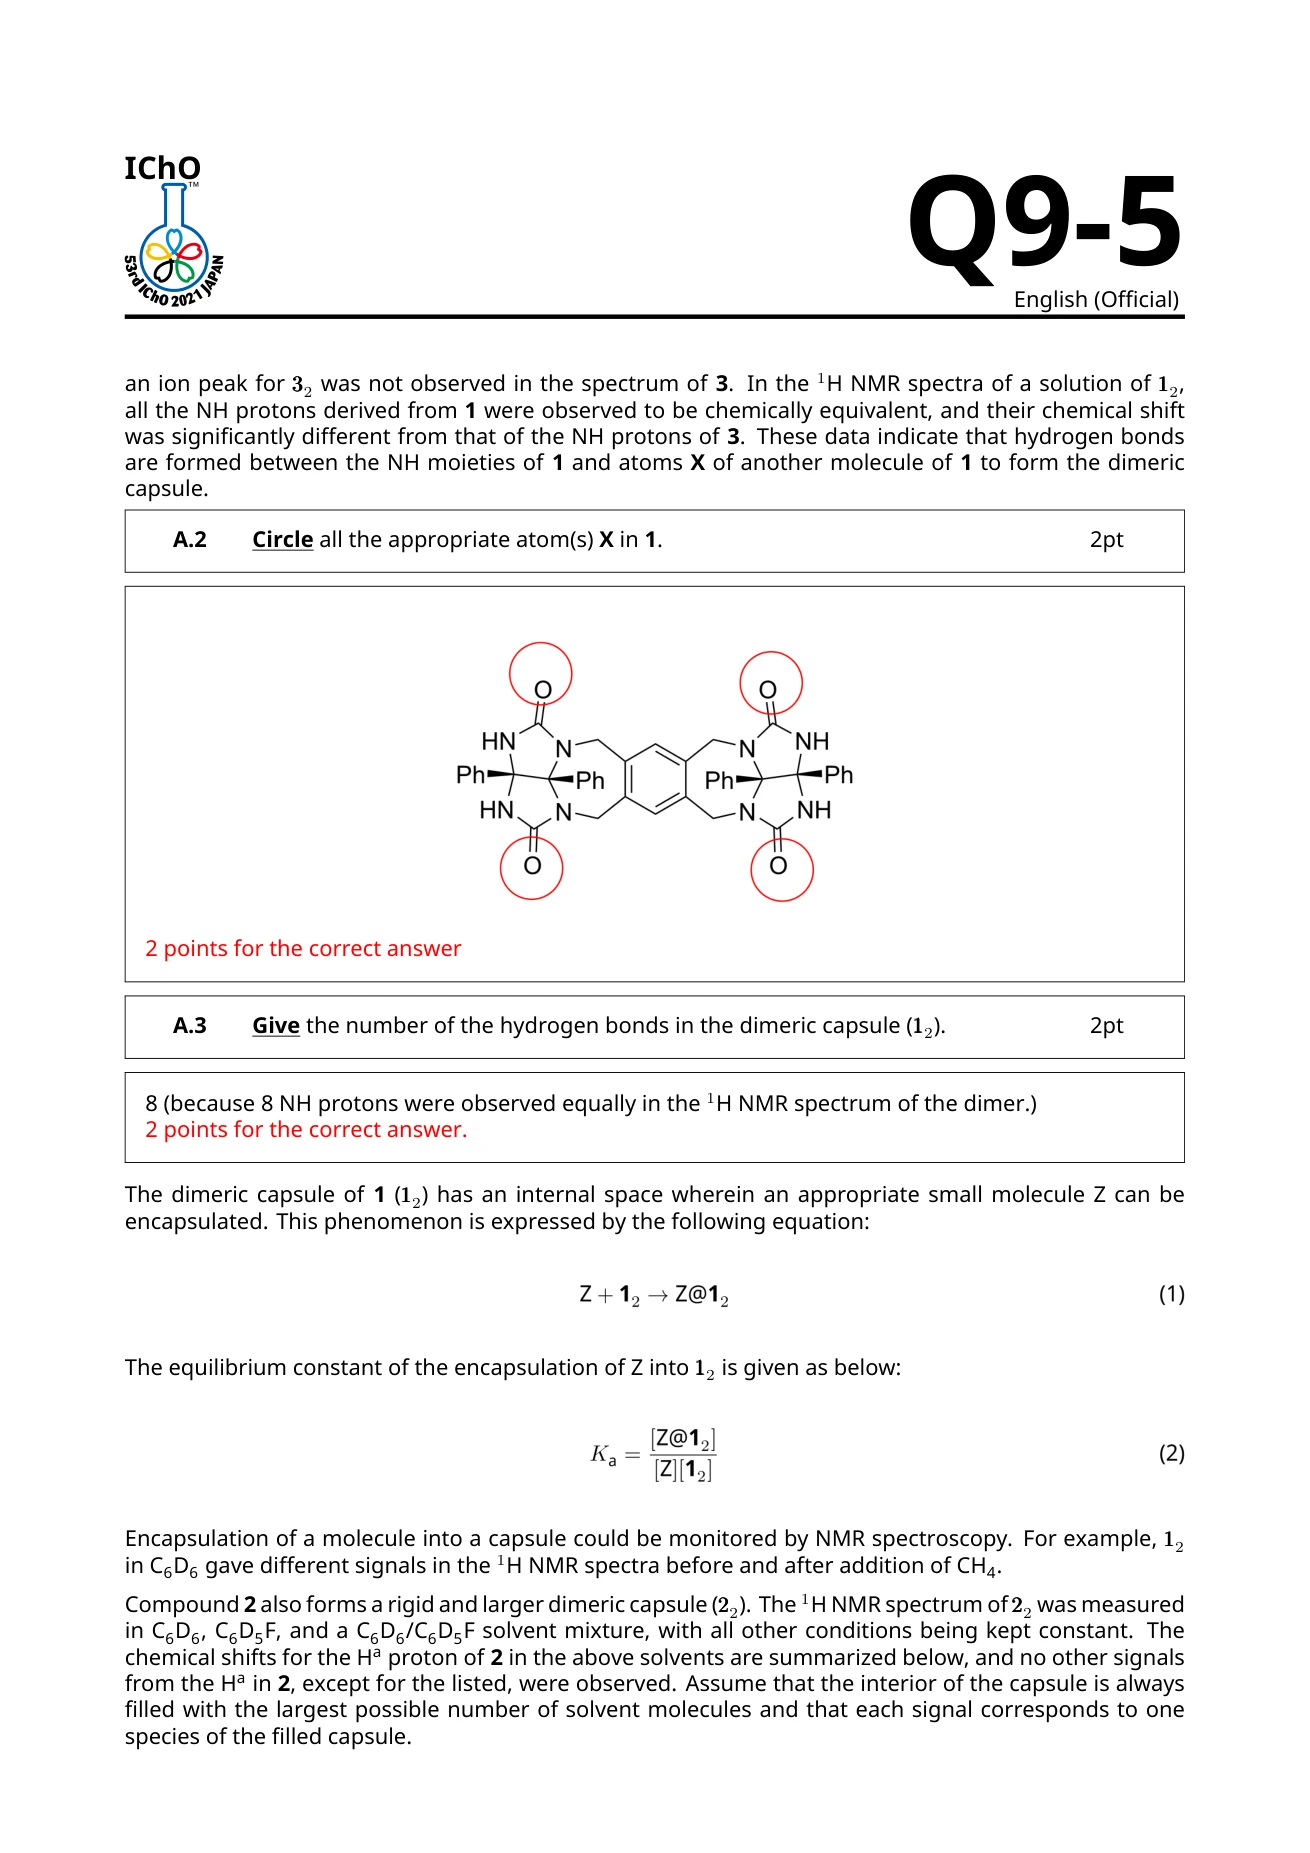 IChO
TM
53rd IChO 2021 JAPAN
Q9-5
English (Official)
an ion peak for 3₂ was not observed in the spectrum of 3. In the ¹H NMR spectra of a solution of 1₂,
all the NH protons derived from 1 were observed to be chemically equivalent, and their chemical shift
was significantly different from that of the NH protons of 3. These data indicate that hydrogen bonds
are formed between the NH moieties of 1 and atoms X of another molecule of 1 to form the dimeric
capsule.
A.2 Circle all the appropriate atom(s) X in 1. 2pt
O O
HN N N NH
Ph Ph Ph Ph
HN N N NH
O O
2 points for the correct answer
A.3 Give the number of the hydrogen bonds in the dimeric capsule (1₂). 2pt
8 (because 8 NH protons were observed equally in the ¹H NMR spectrum of the dimer.)
2 points for the correct answer.
The dimeric capsule of 1 (1₂) has an internal space wherein an appropriate small molecule Z can be
encapsulated. This phenomenon is expressed by the following equation:
Z + 1₂ → Z@1₂ (1)
The equilibrium constant of the encapsulation of Z into 1₂ is given as below:
Kₐ = [Z@1₂] / [Z][1₂] (2)
Encapsulation of a molecule into a capsule could be monitored by NMR spectroscopy. For example, 1₂
in C₆D₆ gave different signals in the ¹H NMR spectra before and after addition of CH₄.
Compound 2 also forms a rigid and larger dimeric capsule (2₂). The ¹H NMR spectrum of 2₂ was measured
in C₆D₆, C₆D₅F, and a C₆D₆/C₆D₅F solvent mixture, with all other conditions being kept constant. The
chemical shifts for the Hᵃ proton of 2 in the above solvents are summarized below, and no other signals
from the Hᵃ in 2, except for the listed, were observed. Assume that the interior of the capsule is always
filled with the largest possible number of solvent molecules and that each signal corresponds to one
species of the filled capsule.